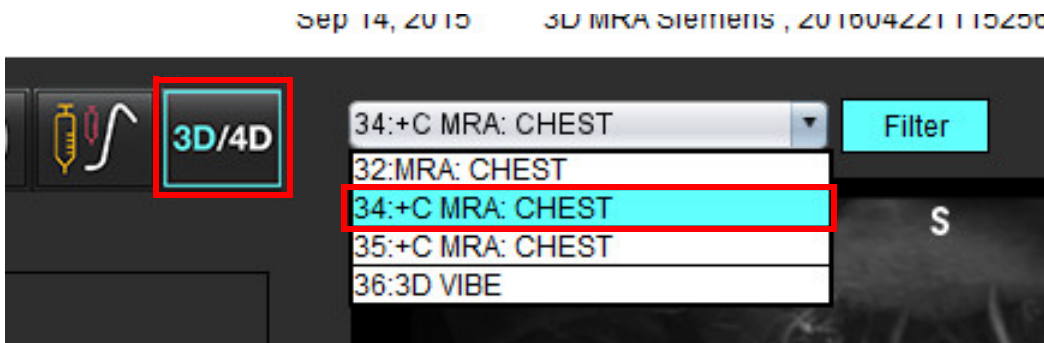 Sep 14, 2015 3D MRA Siemens , 201604221115256
3D/4D
34:+C MRA: CHEST
Filter
32:MRA: CHEST
34:+C MRA: CHEST
35:+C MRA: CHEST
36:3D VIBE
S